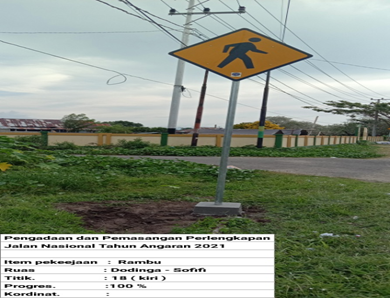 Pengadaan dan Pemasangan Perlengkapan
Jalan Nasional Tahun Angaran 2021
Item pekeejaan : Rambu
Ruas : Dodinga - Sofifi
Titik. : 18 ( kiri )
Progres. :100 %
Kordinat. :